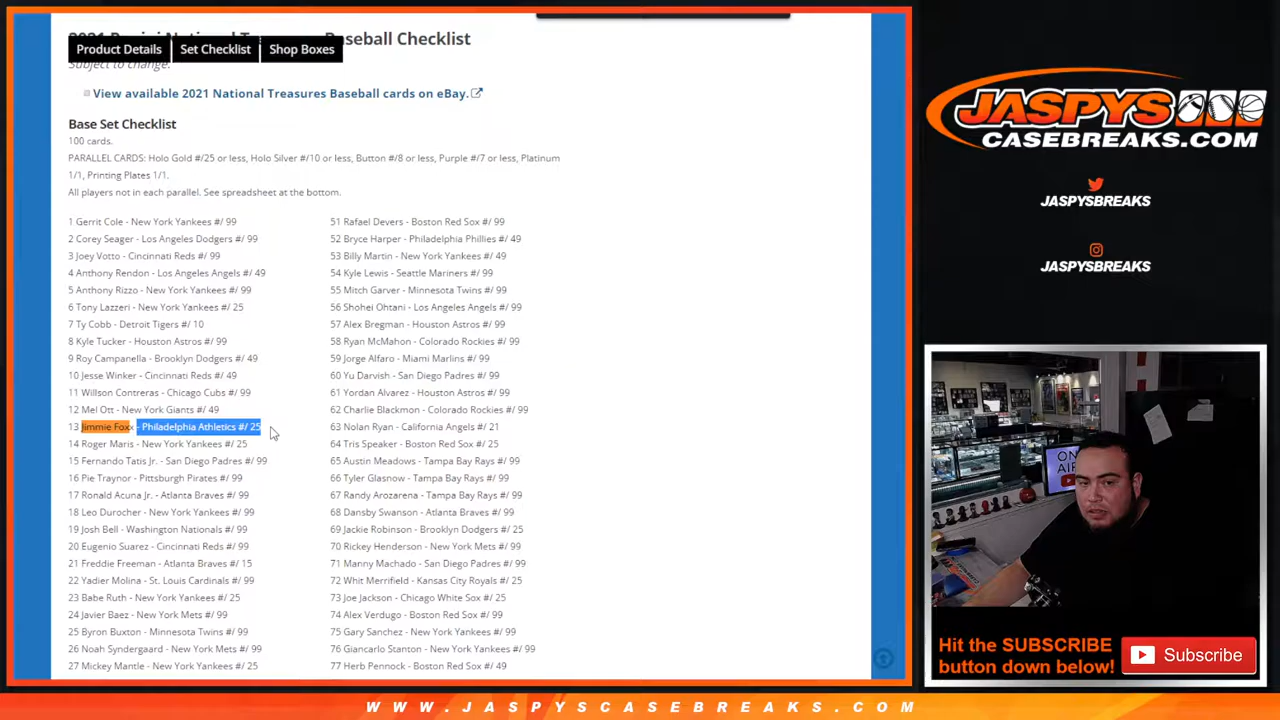 Baseball Checklist
Product Details
Set Checklist
Shop Boxes
Subject to change.
View available 2021 National Treasures Baseball cards on eBay.
Base Set Checklist
100 cards.
PARALLEL CARDS: Holo Gold #/25 or less, Holo Silver #/10 or less, Button #/8 or less, Purple #/7 or less, Platinum
1/1, Printing Plates 1/1.
All players not in each parallel. See spreadsheet at the bottom.
1 Gerrit Cole - New York Yankees #/ 99
2 Corey Seager - Los Angeles Dodgers #/ 99
3 Joey Votto - Cincinnati Reds #/ 99
4 Anthony Rendon - Los Angeles Angels #/ 49
5 Anthony Rizzo - New York Yankees #/ 99
6 Tony Lazzeri - New York Yankees #/ 25
7 Ty Cobb - Detroit Tigers #/ 10
8 Kyle Tucker - Houston Astros #/ 99
9 Roy Campanella - Brooklyn Dodgers #/ 49
10 Jesse Winker - Cincinnati Reds #/ 49
11 Willson Contreras - Chicago Cubs #/ 99
12 Mel Ott - New York Giants #/ 49
13 Jimmie Foxx - Philadelphia Athletics #/ 25
14 Roger Maris - New York Yankees #/ 25
15 Fernando Tatis Jr. - San Diego Padres #/ 99
16 Pie Traynor - Pittsburgh Pirates #/ 99
17 Ronald Acuna Jr. - Atlanta Braves #/ 99
18 Leo Durocher - New York Yankees #/ 99
19 Josh Bell - Washington Nationals #/ 99
20 Eugenio Suarez - Cincinnati Reds #/ 99
21 Freddie Freeman - Atlanta Braves #/ 15
22 Yadier Molina - St. Louis Cardinals #/ 99
23 Babe Ruth - New York Yankees #/ 25
24 Javier Baez - New York Mets #/ 99
25 Byron Buxton - Minnesota Twins #/ 99
26 Noah Syndergaard - New York Mets #/ 99
27 Mickey Mantle - New York Yankees #/ 25
51 Rafael Devers - Boston Red Sox #/ 99
52 Bryce Harper - Philadelphia Phillies #/ 49
53 Billy Martin - New York Yankees #/ 49
54 Kyle Lewis - Seattle Mariners #/ 99
55 Mitch Garver - Minnesota Twins #/ 99
56 Shohei Ohtani - Los Angeles Angels #/ 99
57 Alex Bregman - Houston Astros #/ 99
58 Ryan McMahon - Colorado Rockies #/ 99
59 Jorge Alfaro - Miami Marlins #/ 99
60 Yu Darvish - San Diego Padres #/ 99
61 Yordan Alvarez - Houston Astros #/ 99
62 Charlie Blackmon - Colorado Rockies #/ 99
63 Nolan Ryan - California Angels #/ 21
64 Tris Speaker - Boston Red Sox #/ 25
65 Austin Meadows - Tampa Bay Rays #/ 99
66 Tyler Glasnow - Tampa Bay Rays #/ 99
67 Randy Arozarena - Tampa Bay Rays #/ 99
68 Dansby Swanson - Atlanta Braves #/ 99
69 Jackie Robinson - Brooklyn Dodgers #/ 25
70 Rickey Henderson - New York Mets #/ 99
71 Manny Machado - San Diego Padres #/ 99
72 Whit Merrifield - Kansas City Royals #/ 25
73 Joe Jackson - Chicago White Sox #/ 25
74 Alex Verdugo - Boston Red Sox #/ 99
75 Gary Sanchez - New York Yankees #/ 99
76 Giancarlo Stanton - New York Yankees #/ 99
77 Herb Pennock - Boston Red Sox #/ 49
JASPYS
CASEBREAKS.COM
JASPYSBREAKS
JASPYSBREAKS
ON
AIR
Hit the SUBSCRIBE
button down below!
Subscribe
WWW.JASPYSCASEBREAKS.COM